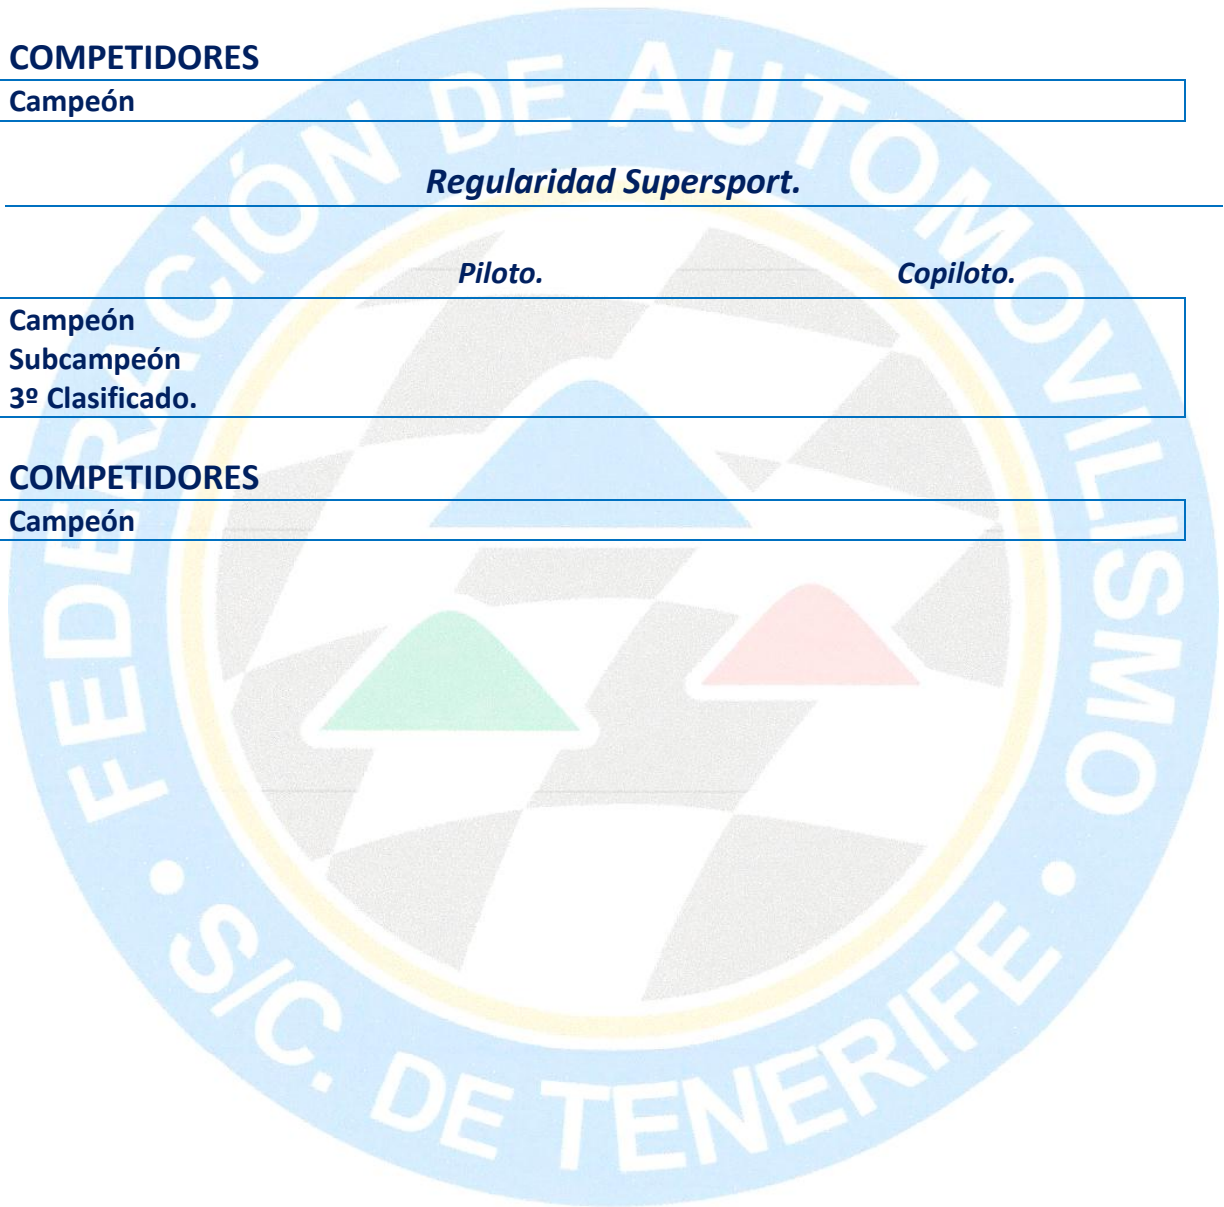 COMPETIDORES
Campeón
Regularidad Supersport.
Piloto. Copiloto.
Campeón
Subcampeón
3º Clasificado.
COMPETIDORES
Campeón
FEDERACIÓN DE AUTOMOVILISMO
• S/C. DE TENERIFE •